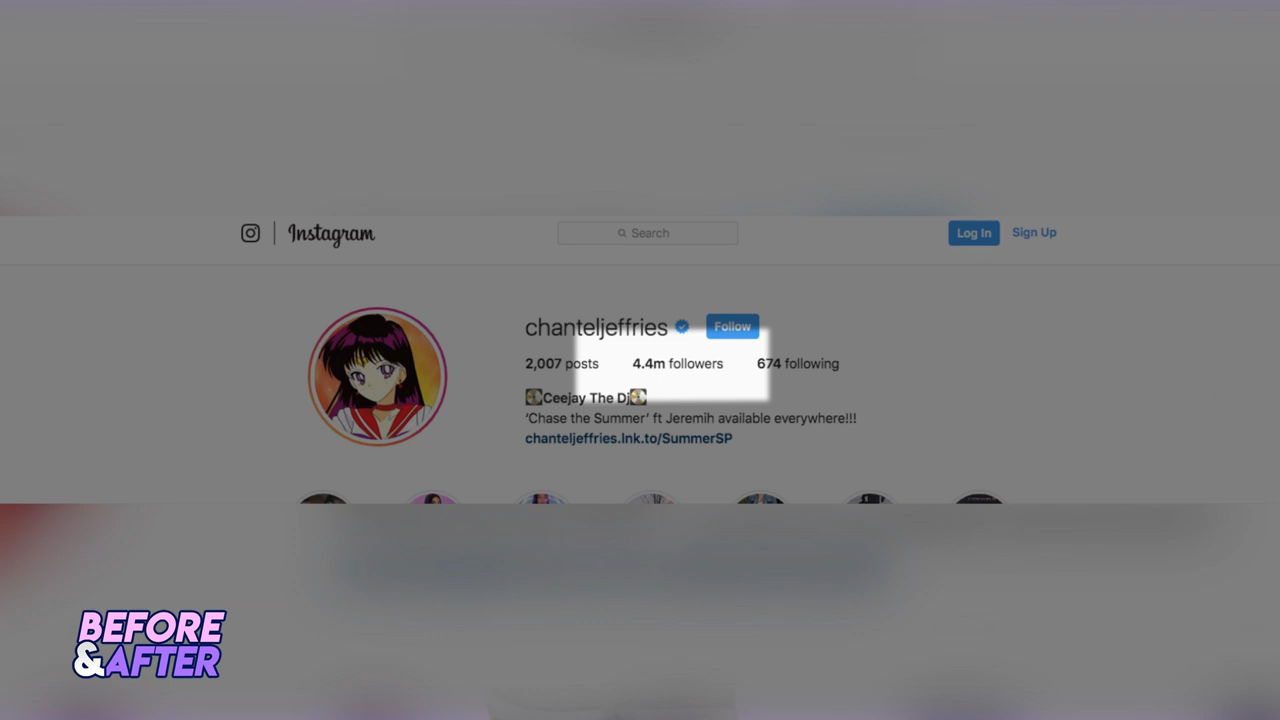 Instagram
Search
Log In
Sign Up
chanteljeffries
Follow
2,007 posts
4.4m followers
674 following
Ceejay The Dj
‘Chase the Summer’ ft Jeremih available everywhere!!!
chanteljeffries.lnk.to/SummerSP
BEFORE
&AFTER